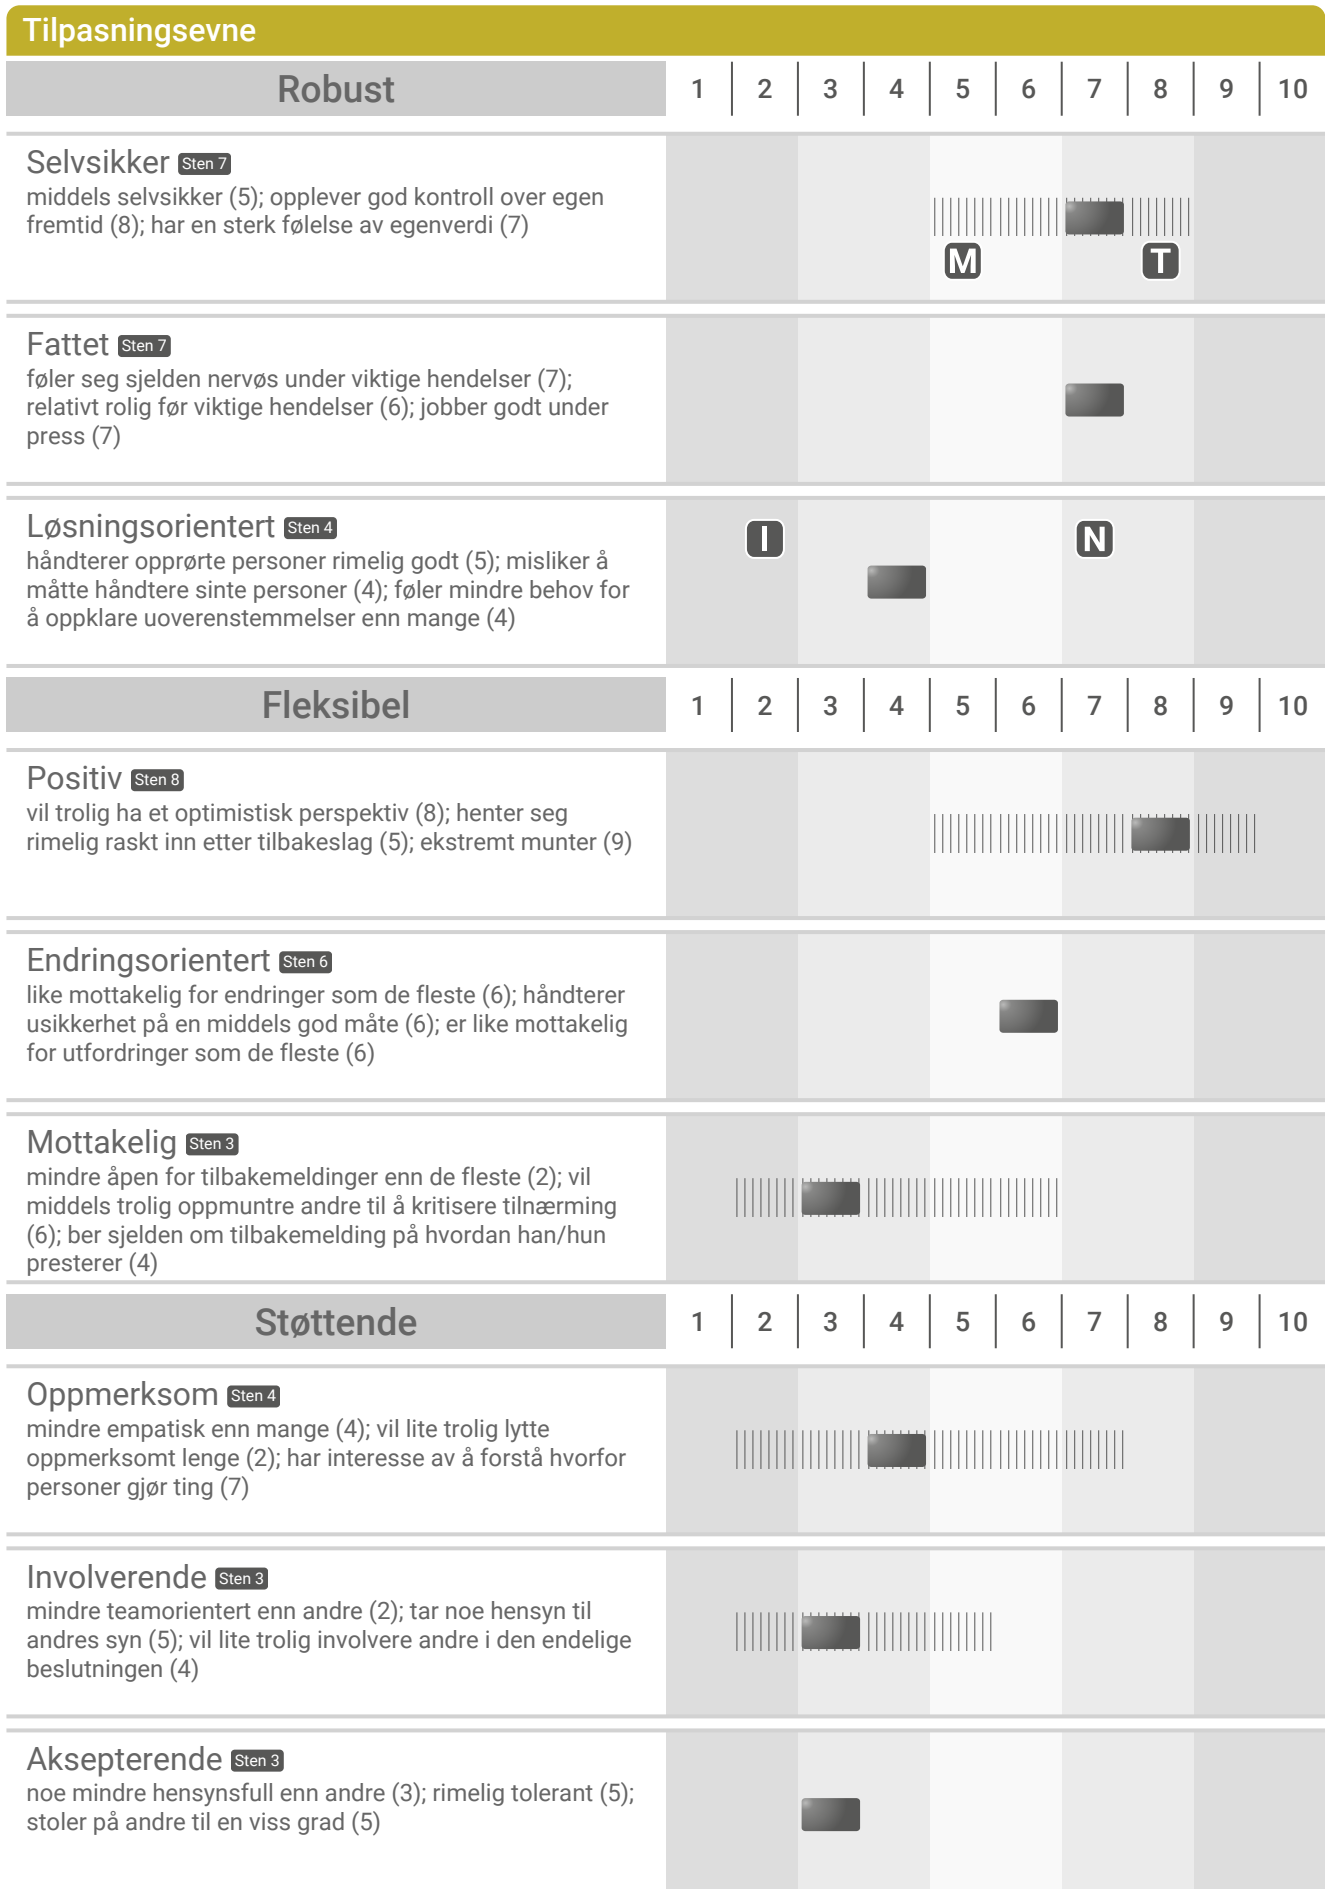 Tilpasningsevne
Robust 1 2 3 4 5 6 7 8 9 10
Selvsikker Sten 7
middels selvsikker (5); opplever god kontroll over egen
fremtid (8); har en sterk følelse av egenverdi (7)
M T
Fattet Sten 7
føler seg sjelden nervøs under viktige hendelser (7);
relativt rolig før viktige hendelser (6); jobber godt under
press (7)
Løsningsorientert Sten 4
I N
håndterer opprørte personer rimelig godt (5); misliker å
måtte håndtere sinte personer (4); føler mindre behov for
å oppklare uoverenstemmelser enn mange (4)
Fleksibel 1 2 3 4 5 6 7 8 9 10
Positiv Sten 8
vil trolig ha et optimistisk perspektiv (8); henter seg
rimelig raskt inn etter tilbakeslag (5); ekstremt munter (9)
Endringsorientert Sten 6
like mottakelig for endringer som de fleste (6); håndterer
usikkerhet på en middels god måte (6); er like mottakelig
for utfordringer som de fleste (6)
Mottakelig Sten 3
mindre åpen for tilbakemeldinger enn de fleste (2); vil
middels trolig oppmuntre andre til å kritisere tilnærming
(6); ber sjelden om tilbakemelding på hvordan han/hun
presterer (4)
Støttende 1 2 3 4 5 6 7 8 9 10
Oppmerksom Sten 4
mindre empatisk enn mange (4); vil lite trolig lytte
oppmerksomt lenge (2); har interesse av å forstå hvorfor
personer gjør ting (7)
Involverende Sten 3
mindre teamorientert enn andre (2); tar noe hensyn til
andres syn (5); vil lite trolig involvere andre i den endelige
beslutningen (4)
Aksepterende Sten 3
noe mindre hensynsfull enn andre (3); rimelig tolerant (5);
stoler på andre til en viss grad (5)